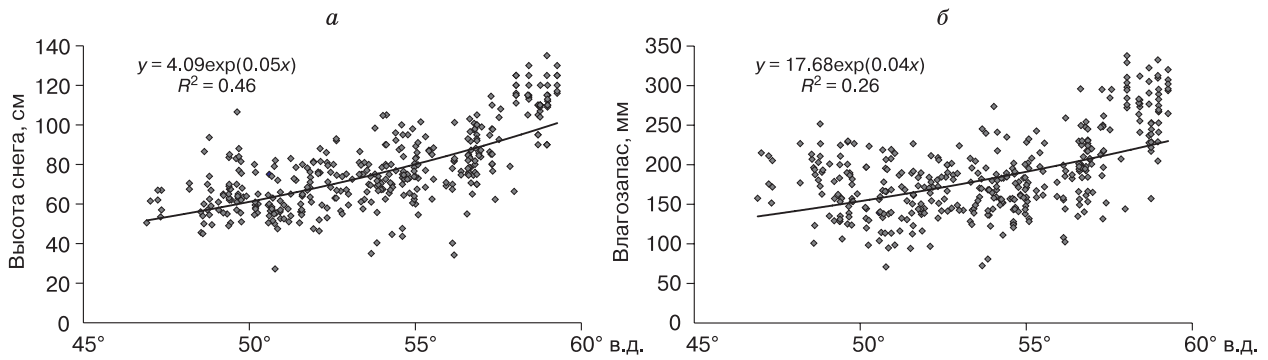 а
Высота снега, см
140
120
100
80
60
40
20
0
y = 4.09exp(0.05x)
R² = 0.46
45° 50° 55° 60° в.д.
б
Влагозапас, мм
350
300
250
200
150
100
50
0
y = 17.68exp(0.04x)
R² = 0.26
45° 50° 55° 60° в.д.